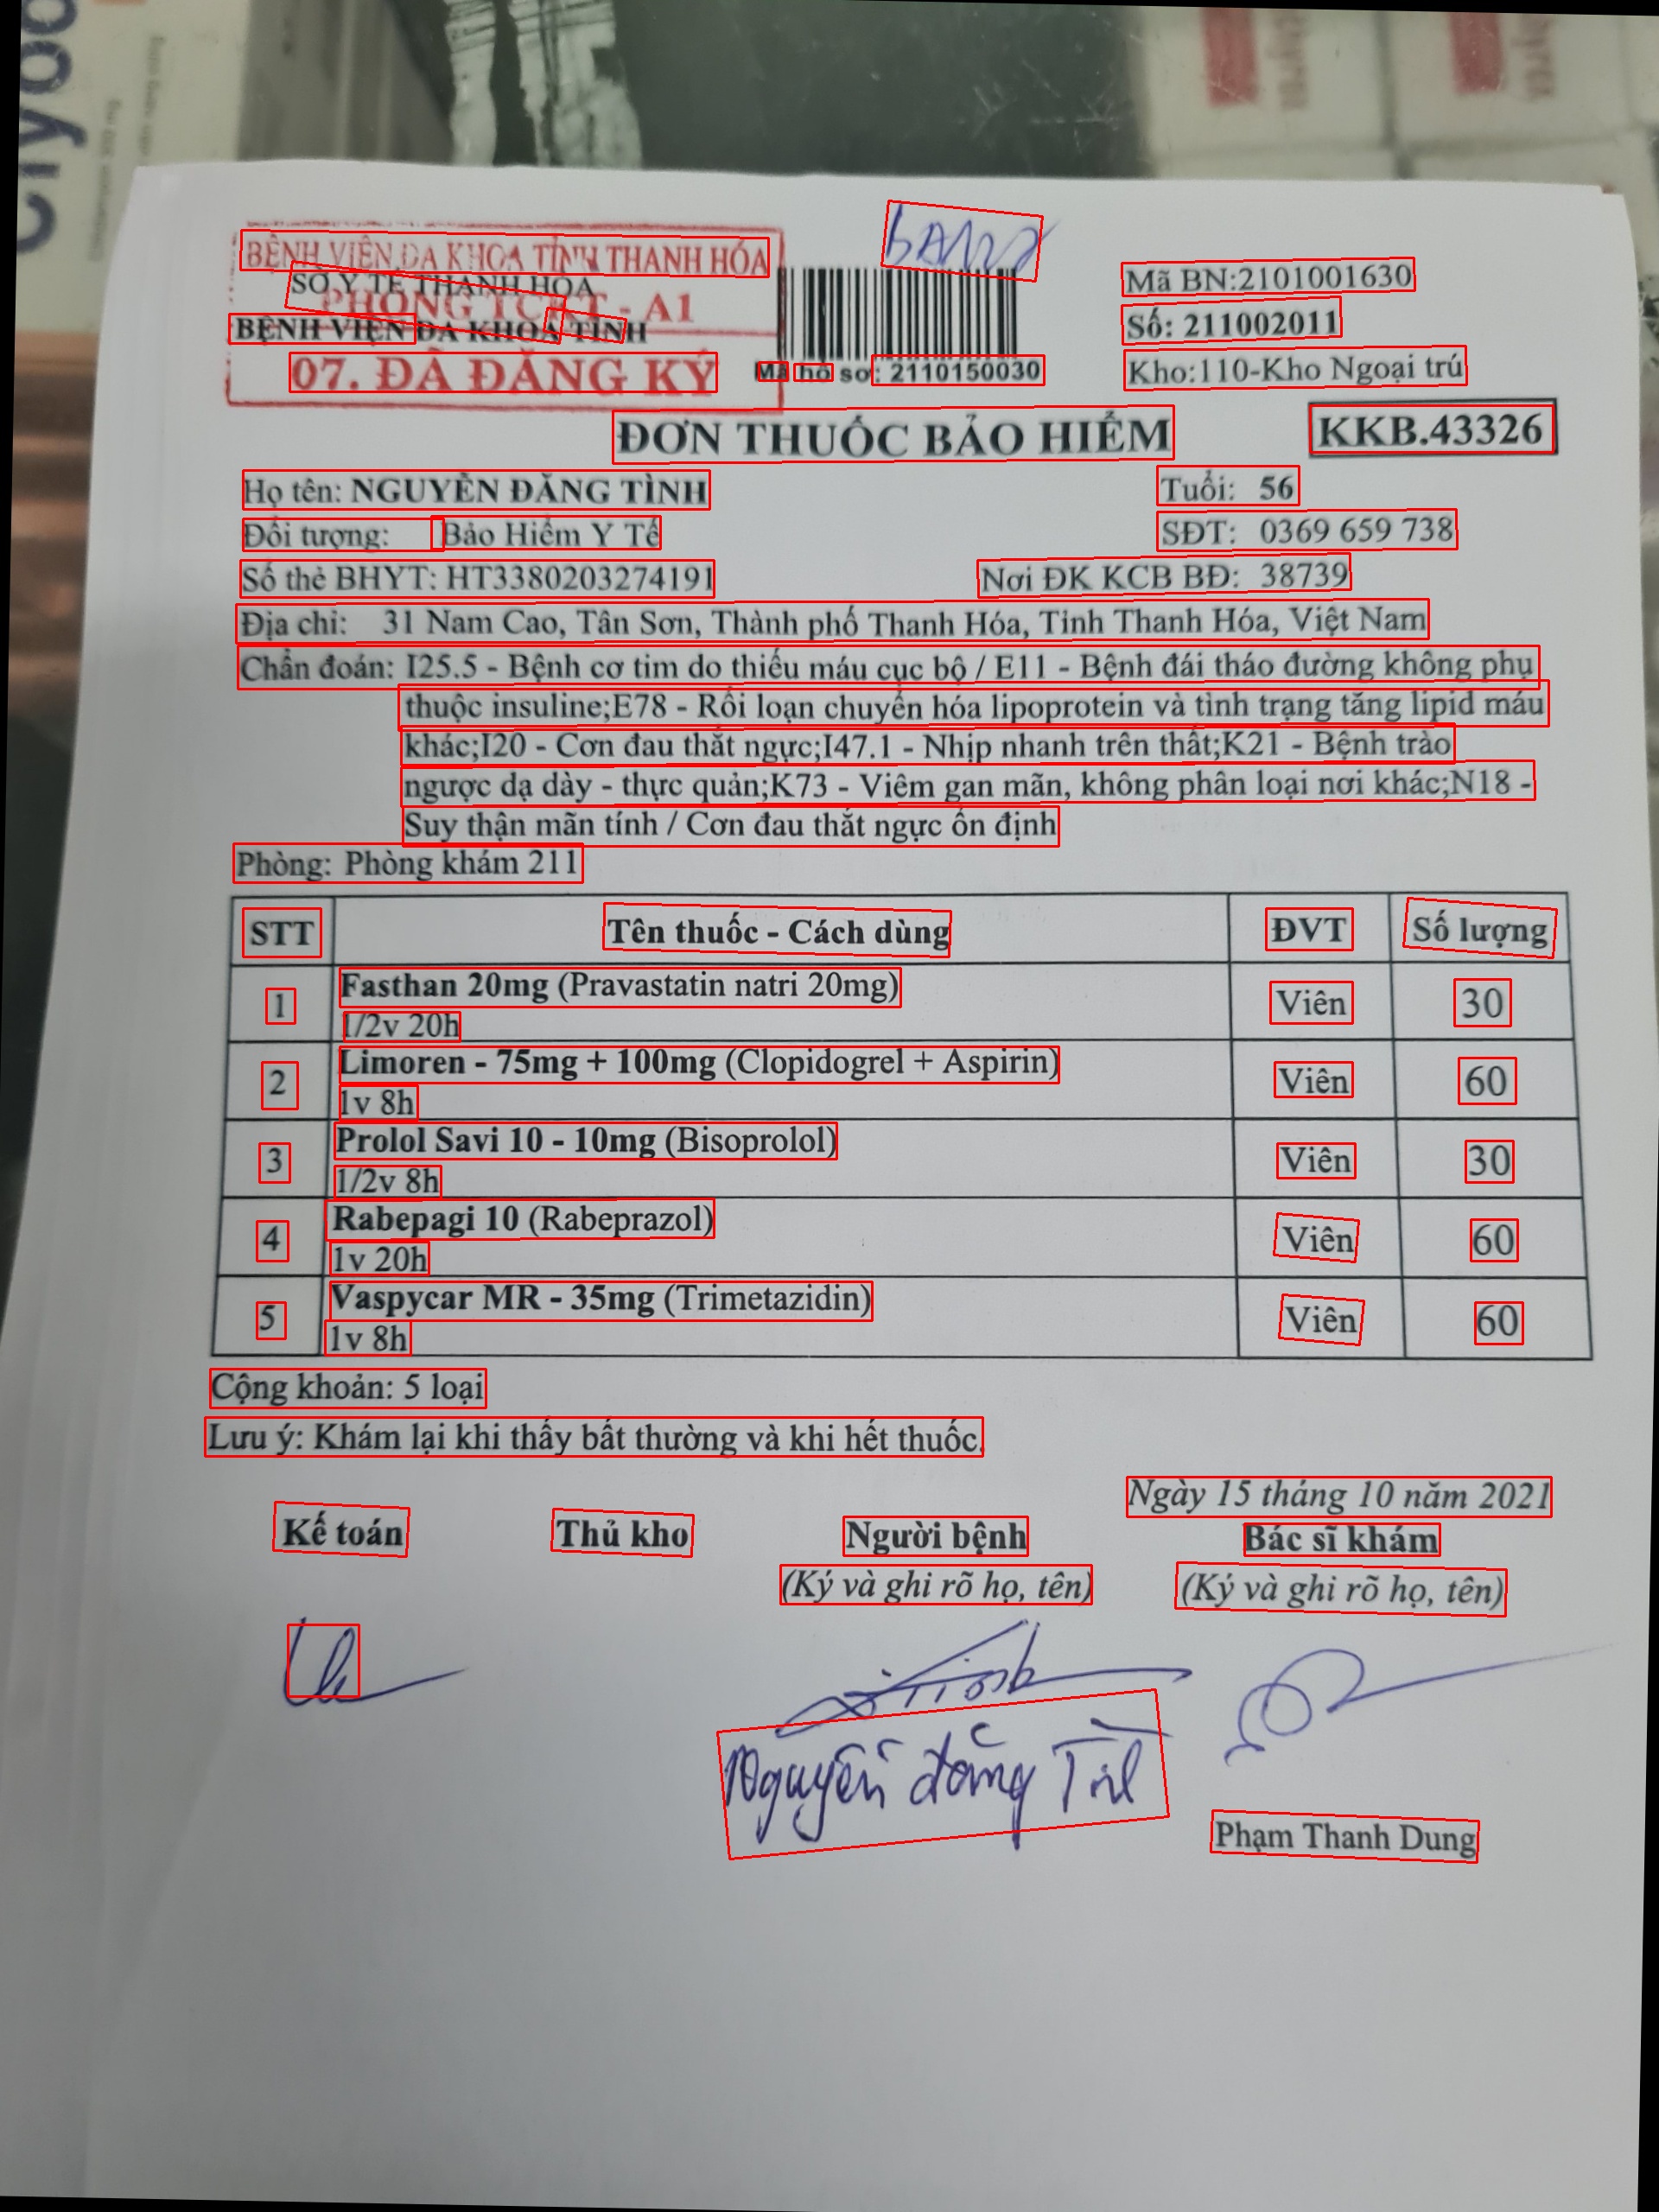 BỆNH VIỆN ĐA KHOA TỈNH THANH HÓA
SỞ Y TẾ THANH HÓA
PHÒNG TCKT - A1
BỆNH VIỆN ĐA KHOA TỈNH
07. ĐÃ ĐĂNG KÝ
Mã hồ sơ: 2110150030
Mã BN:2101001630
Số: 211002011
Kho:110-Kho Ngoại trú
ĐƠN THUỐC BẢO HIỂM KKB.43326
Họ tên: NGUYỄN ĐĂNG TÌNH Tuổi: 56
Đối tượng: Bảo Hiểm Y Tế SĐT: 0369 659 738
Số thẻ BHYT: HT3380203274191 Nơi ĐK KCB BĐ: 38739
Địa chỉ: 31 Nam Cao, Tân Sơn, Thành phố Thanh Hóa, Tỉnh Thanh Hóa, Việt Nam
Chẩn đoán: I25.5 - Bệnh cơ tim do thiếu máu cục bộ / E11 - Bệnh đái tháo đường không phụ
thuộc insuline;E78 - Rối loạn chuyển hóa lipoprotein và tình trạng tăng lipid máu
khác;I20 - Cơn đau thắt ngực;I47.1 - Nhịp nhanh trên thất;K21 - Bệnh trào
ngược dạ dày - thực quản;K73 - Viêm gan mãn, không phân loại nơi khác;N18 -
Suy thận mãn tính / Cơn đau thắt ngực ổn định
Phòng: Phòng khám 211
STT Tên thuốc - Cách dùng ĐVT Số lượng
1 Fasthan 20mg (Pravastatin natri 20mg) Viên 30
1/2v 20h
2 Limoren - 75mg + 100mg (Clopidogrel + Aspirin) Viên 60
1v 8h
3 Prolol Savi 10 - 10mg (Bisoprolol) Viên 30
1/2v 8h
4 Rabepagi 10 (Rabeprazol) Viên 60
1v 20h
5 Vaspycar MR - 35mg (Trimetazidin) Viên 60
1v 8h
Cộng khoản: 5 loại
Lưu ý: Khám lại khi thấy bất thường và khi hết thuốc.
Ngày 15 tháng 10 năm 2021
Kế toán Thủ kho Người bệnh Bác sĩ khám
(Ký và ghi rõ họ, tên) (Ký và ghi rõ họ, tên)
Nguyễn Đăng Tình
Phạm Thanh Dung